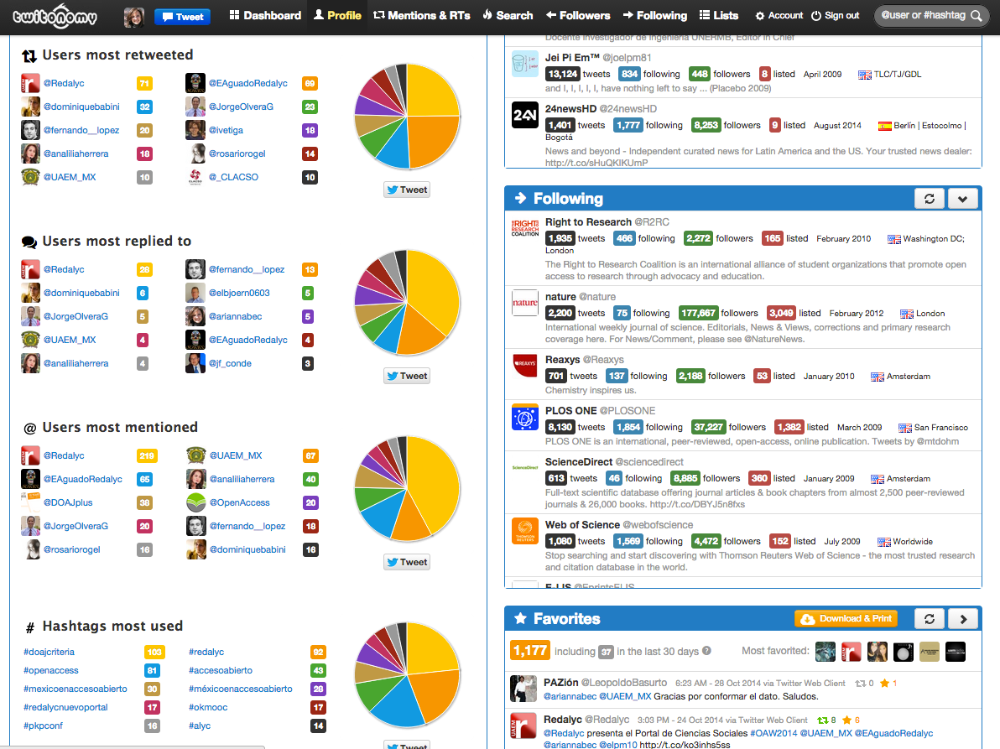 twitonomy Tweet Dashboard Profile Mentions & RTs Search Followers Following Lists Account Sign out @user or #hashtag
Users most retweeted
@Redalyc 71 @EAguadoRedalyc 69
@dominiquebabini 32 @JorgeOlveraG 23
@fernando__lopez 20 @ivetiga 18
@analiliaherrera 18 @rosariorogel 14
@UAEM_MX 10 @_CLACSO 10
Tweet
Users most replied to
@Redalyc 28 @fernando__lopez 13
@dominiquebabini 6 @elbjoern0603 5
@JorgeOlveraG 5 @ariannabec 5
@UAEM_MX 4 @EAguadoRedalyc 4
@analiliaherrera 4 @jf_conde 3
Tweet
@ Users most mentioned
@Redalyc 219 @UAEM_MX 67
@EAguadoRedalyc 65 @analiliaherrera 40
@DOAJplus 38 @OpenAccess 20
@JorgeOlveraG 20 @fernando__lopez 18
@rosariorogel 16 @dominiquebabini 16
Tweet
# Hashtags most used
#doajcriteria 103 #redalyc 92
#openaccess 81 #accesoabierto 43
#mexicoenaccesoabierto 30 #méxicoenaccesoabierto 28
#redalycnuevoportal 17 #okmooc 17
#pkpconf 16 #alyc 14
Tweet
Docente Investigador de Ingeniería UNERMB, Editor in Chief
Jei Pi Em™ @joelpm81
13,124 tweets 834 following 448 followers 8 listed April 2009 TLC/TJ/GDL
and I, I, I, I, I, have nothing left to say ... (Placebo 2009)
24N
24newsHD @24newsHD
1,401 tweets 1,777 following 8,253 followers 9 listed August 2014 Berlín | Estocolmo |
Bogotá
News and beyond - Independent curated news for Latin America and the US. Your trusted news dealer:
http://t.co/sHuQKlKUmP
Following
THE RIGHT TO RESEARCH COALITION
Right to Research @R2RC
1,935 tweets 466 following 2,272 followers 165 listed February 2010 Washington DC;
London
The Right to Research Coalition is an international alliance of student organizations that promote open
access to research through advocacy and education.
nature
nature @nature
2,200 tweets 75 following 177,667 followers 3,049 listed February 2012 London
International weekly journal of science. Editorials, News & Views, corrections and primary research
coverage here. For News/Comment, please see @NatureNews.
REAXYS
Reaxys @Reaxys
701 tweets 137 following 2,188 followers 53 listed January 2010 Amsterdam
Chemistry inspires us.
PLOS ONE @PLOSONE
8,130 tweets 1,854 following 37,227 followers 1,382 listed March 2009 San Francisco
PLOS ONE is an international, peer-reviewed, open-access, online publication. Tweets by @mtdohm
ScienceDirect
ScienceDirect @sciencedirect
613 tweets 46 following 8,885 followers 360 listed January 2009 Amsterdam
Full-text scientific database offering journal articles & book chapters from almost 2,500 peer-reviewed
journals & 26,000 books. http://t.co/DBYJ5n8fxs
THOMSON REUTERS
Web of Science @webofscience
1,080 tweets 1,569 following 4,472 followers 152 listed July 2009 Worldwide
Stop searching and start discovering with Thomson Reuters Web of Science - the most trusted research
and citation database in the world.
E-LIS @EprintsELIS
Favorites Download & Print
1,177 including 37 in the last 30 days Most favorited:
PAZión @LeopoldoBasurto 6:23 AM - 28 Oct 2014 via Twitter Web Client 0 1
@ariannabec @UAEM_MX Gracias por conformar el dato. Saludos.
Redalyc @Redalyc 3:03 PM - 24 Oct 2014 via Twitter Web Client 8 6
@Redalyc presenta el Portal de Ciencias Sociales #OAW2014 @UAEM_MX @EAguadoRedalyc
@ariannabec @elpm10 http://t.co/ko3inhs5ss